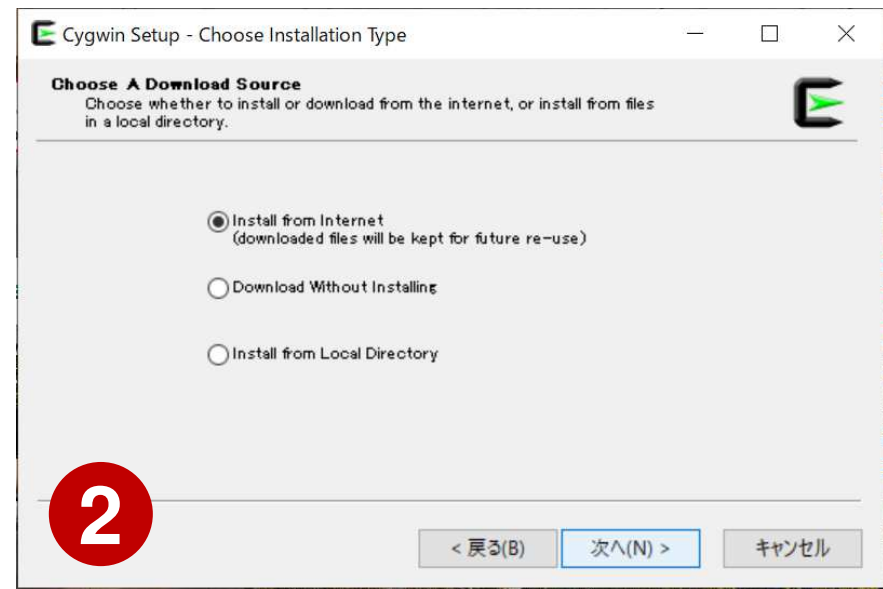 Cygwin Setup - Choose Installation Type
Choose A Download Source
Choose whether to install or download from the internet, or install from files
in a local directory.
Install from Internet
(downloaded files will be kept for future re-use)
Download Without Installing
Install from Local Directory
2
< 戻る(B)
次へ(N) >
キャンセル